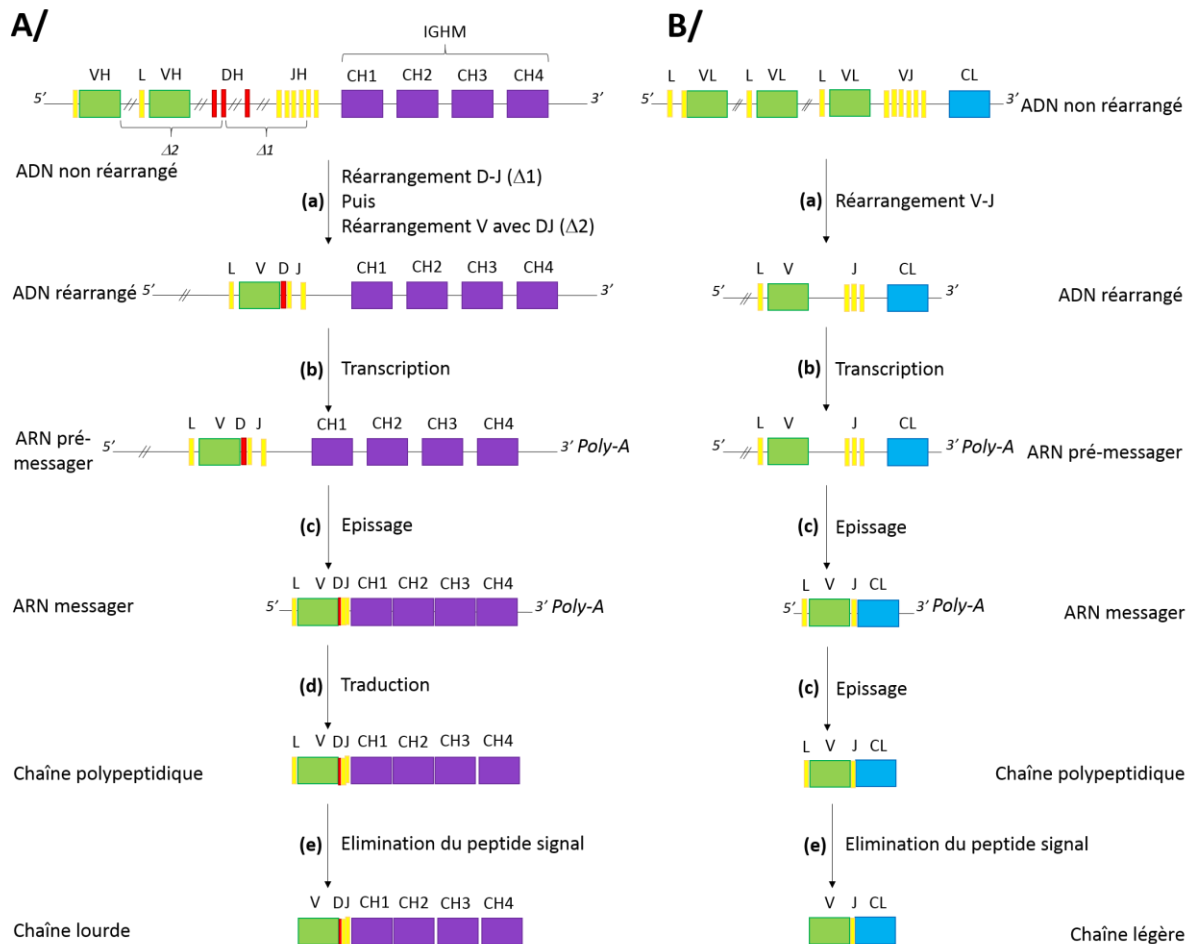 A/
IGHM
VH L VH DH JH CH1 CH2 CH3 CH4
5’ 3’
Δ2 Δ1
ADN non réarrangé
(a)
Réarrangement D-J (Δ1)
Puis
Réarrangement V avec DJ (Δ2)
L V D J CH1 CH2 CH3 CH4
ADN réarrangé 5’ 3’
(b) Transcription
L V D J CH1 CH2 CH3 CH4
ARN pré-
messager
5’ 3’ Poly-A
(c) Epissage
L V DJ CH1 CH2 CH3 CH4
ARN messager 5’ 3’ Poly-A
(d) Traduction
L V DJ CH1 CH2 CH3 CH4
Chaîne polypeptidique
(e) Elimination du peptide signal
V DJ CH1 CH2 CH3 CH4
Chaîne lourde
B/
L VL L VL L VL VJ CL
5’ 3’ ADN non réarrangé
(a) Réarrangement V-J
L V J CL
5’ 3’ ADN réarrangé
(b) Transcription
L V J CL
5’ 3’ Poly-A
ARN pré-messager
(c) Epissage
L V J CL
5’ 3’ Poly-A
ARN messager
(c) Epissage
L V J CL
Chaîne polypeptidique
(e) Elimination du peptide signal
V J CL
Chaîne légère